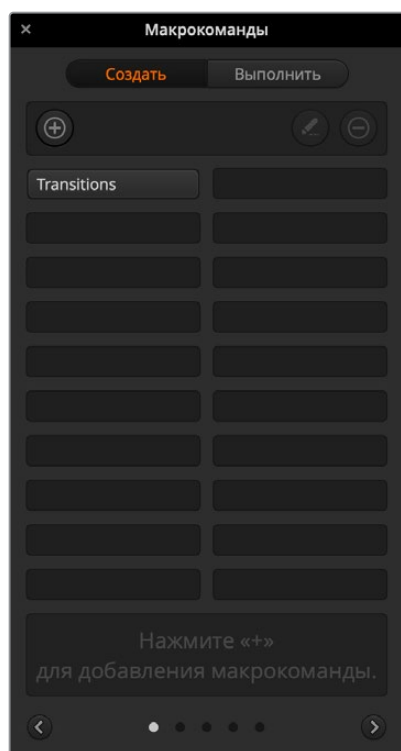 Макрокоманды
Создать
Выполнить
Transitions
Нажмите «+»
для добавления макрокоманды.